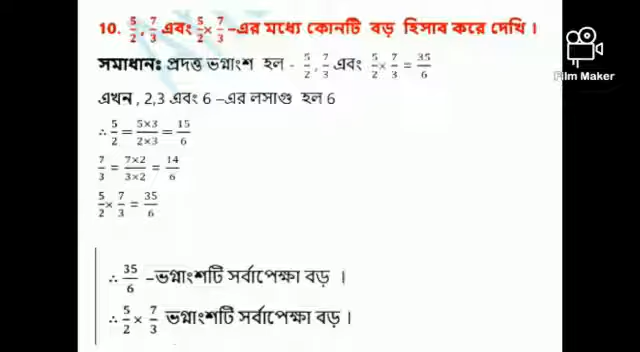 10. 5/2 , 7/3 এবং 5/2 × 7/3 –এর মধ্যে কোনটি বড় হিসাব করে দেখি ।
সমাধানঃ প্রদত্ত ভগ্নাংশ হল - 5/2 , 7/3 এবং 5/2 × 7/3 = 35/6
এখন , 2,3 এবং 6 –এর লসাগু হল 6
∴ 5/2 = 5×3/2×3 = 15/6
7/3 = 7×2/3×2 = 14/6
5/2 × 7/3 = 35/6
∴ 35/6 –ভগ্নাংশটি সর্বাপেক্ষা বড় ।
∴ 5/2 × 7/3 ভগ্নাংশটি সর্বাপেক্ষা বড় ।
Film Maker